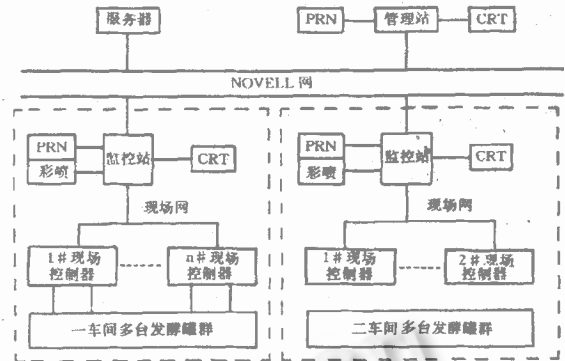 服务器
PRN
管理站
CRT
NOVELL 网
PRN
彩喷
监控站
CRT
现场网
1#现场
控制器
n#现场
控制器
一车间多台发酵罐群
PRN
彩喷
监控站
CRT
现场网
1#现场
控制器
2#现场
控制器
二车间多台发酵罐群